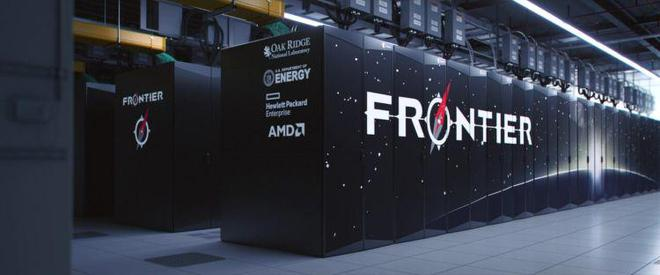 FRONTIER
OAK RIDGE
National Laboratory
U.S. DEPARTMENT OF
ENERGY
Hewlett Packard
Enterprise
AMD
FRONTIER